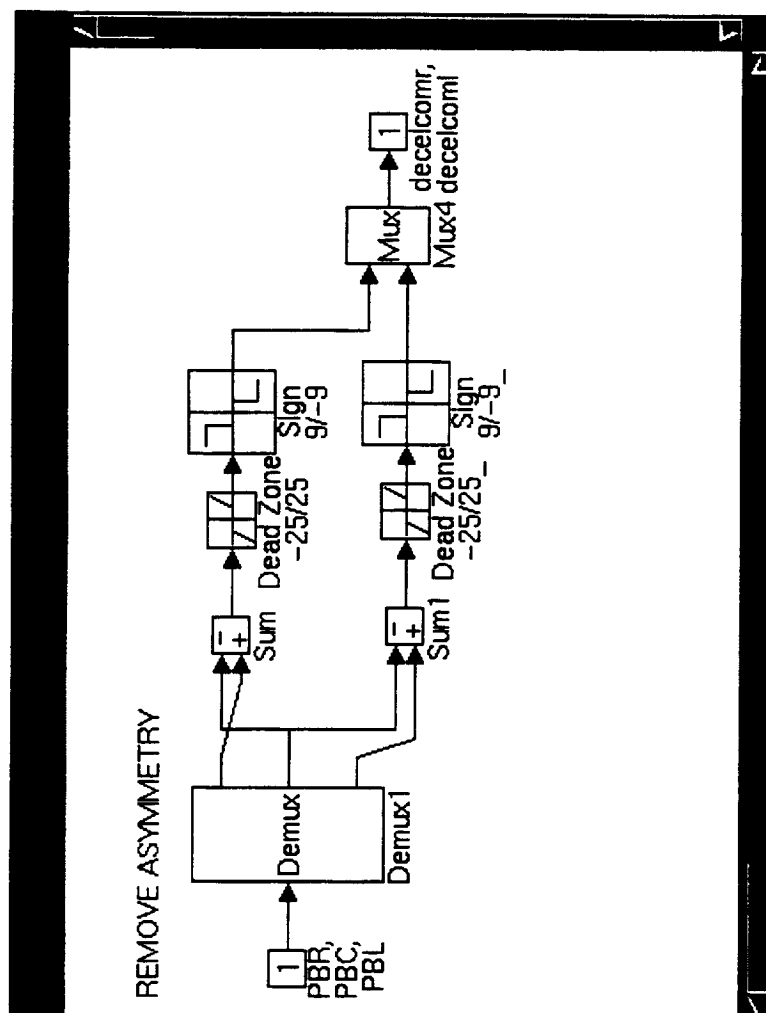 REMOVE ASYMMETRY
1
PBR,
PBC,
PBL
Demux
Demux1
- +
Sum
Dead Zone
-25/25
Sign
9/-9
- +
Sum1
Dead Zone
-25/25_
Sign
9/-9_
Mux
Mux4
1
decelcomr,
decelcoml